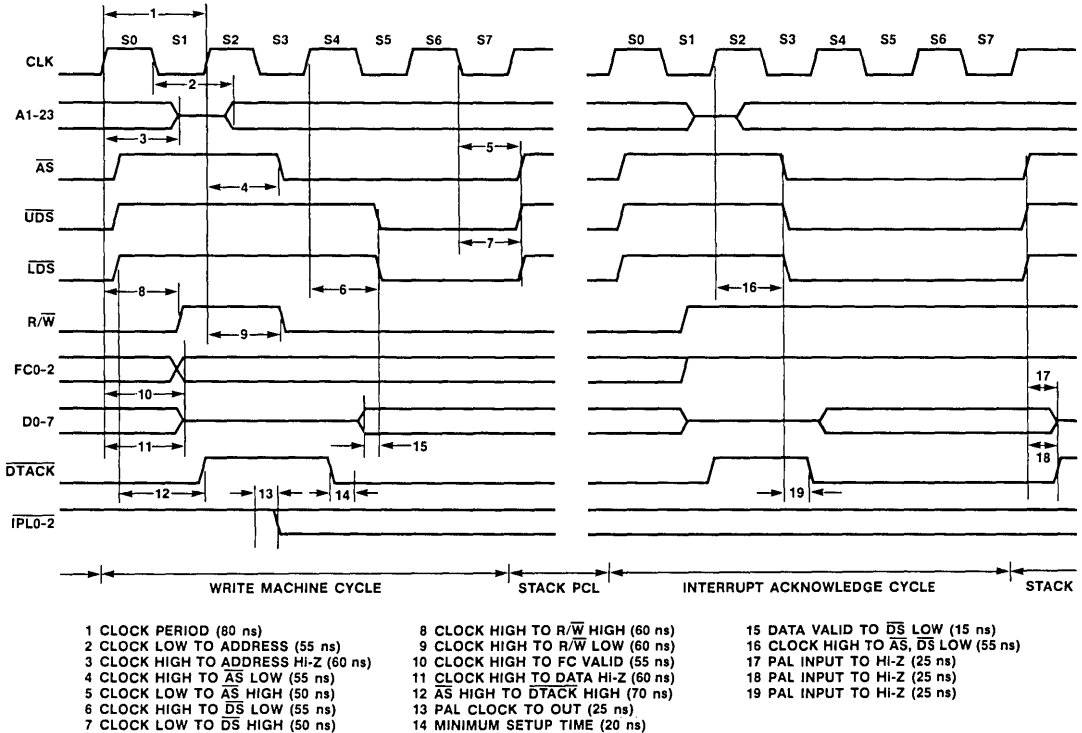 1
S0 S1 S2 S3 S4 S5 S6 S7 S0 S1 S2 S3 S4 S5 S6 S7
CLK
2
A1-23
3 5
AS
4
UDS
7
LDS
8 6 16
R/W
9
FC0-2
10 17
D0-7
11 15 18
DTACK
12 13 14 19
IPL0-2
WRITE MACHINE CYCLE STACK PCL INTERRUPT ACKNOWLEDGE CYCLE STACK
1 CLOCK PERIOD (80 ns)
2 CLOCK LOW TO ADDRESS (55 ns)
3 CLOCK HIGH TO ADDRESS Hi-Z (60 ns)
4 CLOCK HIGH TO AS LOW (55 ns)
5 CLOCK LOW TO AS HIGH (50 ns)
6 CLOCK HIGH TO DS LOW (55 ns)
7 CLOCK LOW TO DS HIGH (50 ns)
8 CLOCK HIGH TO R/W HIGH (60 ns)
9 CLOCK HIGH TO R/W LOW (60 ns)
10 CLOCK HIGH TO FC VALID (55 ns)
11 CLOCK HIGH TO DATA Hi-Z (60 ns)
12 AS HIGH TO DTACK HIGH (70 ns)
13 PAL CLOCK TO OUT (25 ns)
14 MINIMUM SETUP TIME (20 ns)
15 DATA VALID TO DS LOW (15 ns)
16 CLOCK HIGH TO AS, DS LOW (55 ns)
17 PAL INPUT TO Hi-Z (25 ns)
18 PAL INPUT TO Hi-Z (25 ns)
19 PAL INPUT TO Hi-Z (25 ns)